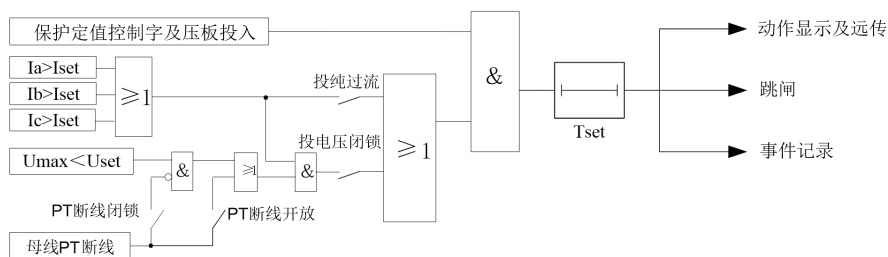 保护定值控制字及压板投入
动作显示及远传
Ia>Iset
Ib>Iset
Ic>Iset
≥1
投纯过流
&
Tset
跳闸
投电压闭锁
≥1
事件记录
Umax<Uset
&
≥1
&
PT断线闭锁
PT断线开放
母线PT断线